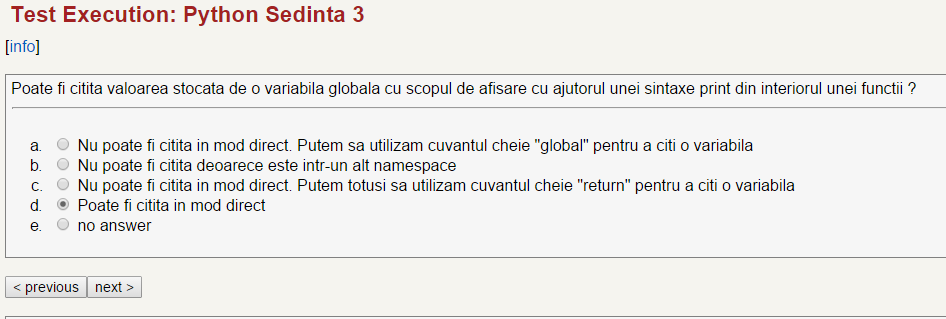 Test Execution: Python Sedinta 3
[info]
Poate fi citita valoarea stocata de o variabila globala cu scopul de afisare cu ajutorul unei sintaxe print din interiorul unei functii ?
a. Nu poate fi citita in mod direct. Putem sa utilizam cuvantul cheie "global" pentru a citi o variabila
b. Nu poate fi citita deoarece este intr-un alt namespace
c. Nu poate fi citita in mod direct. Putem totusi sa utilizam cuvantul cheie "return" pentru a citi o variabila
d. Poate fi citita in mod direct
e. no answer
< previous next >